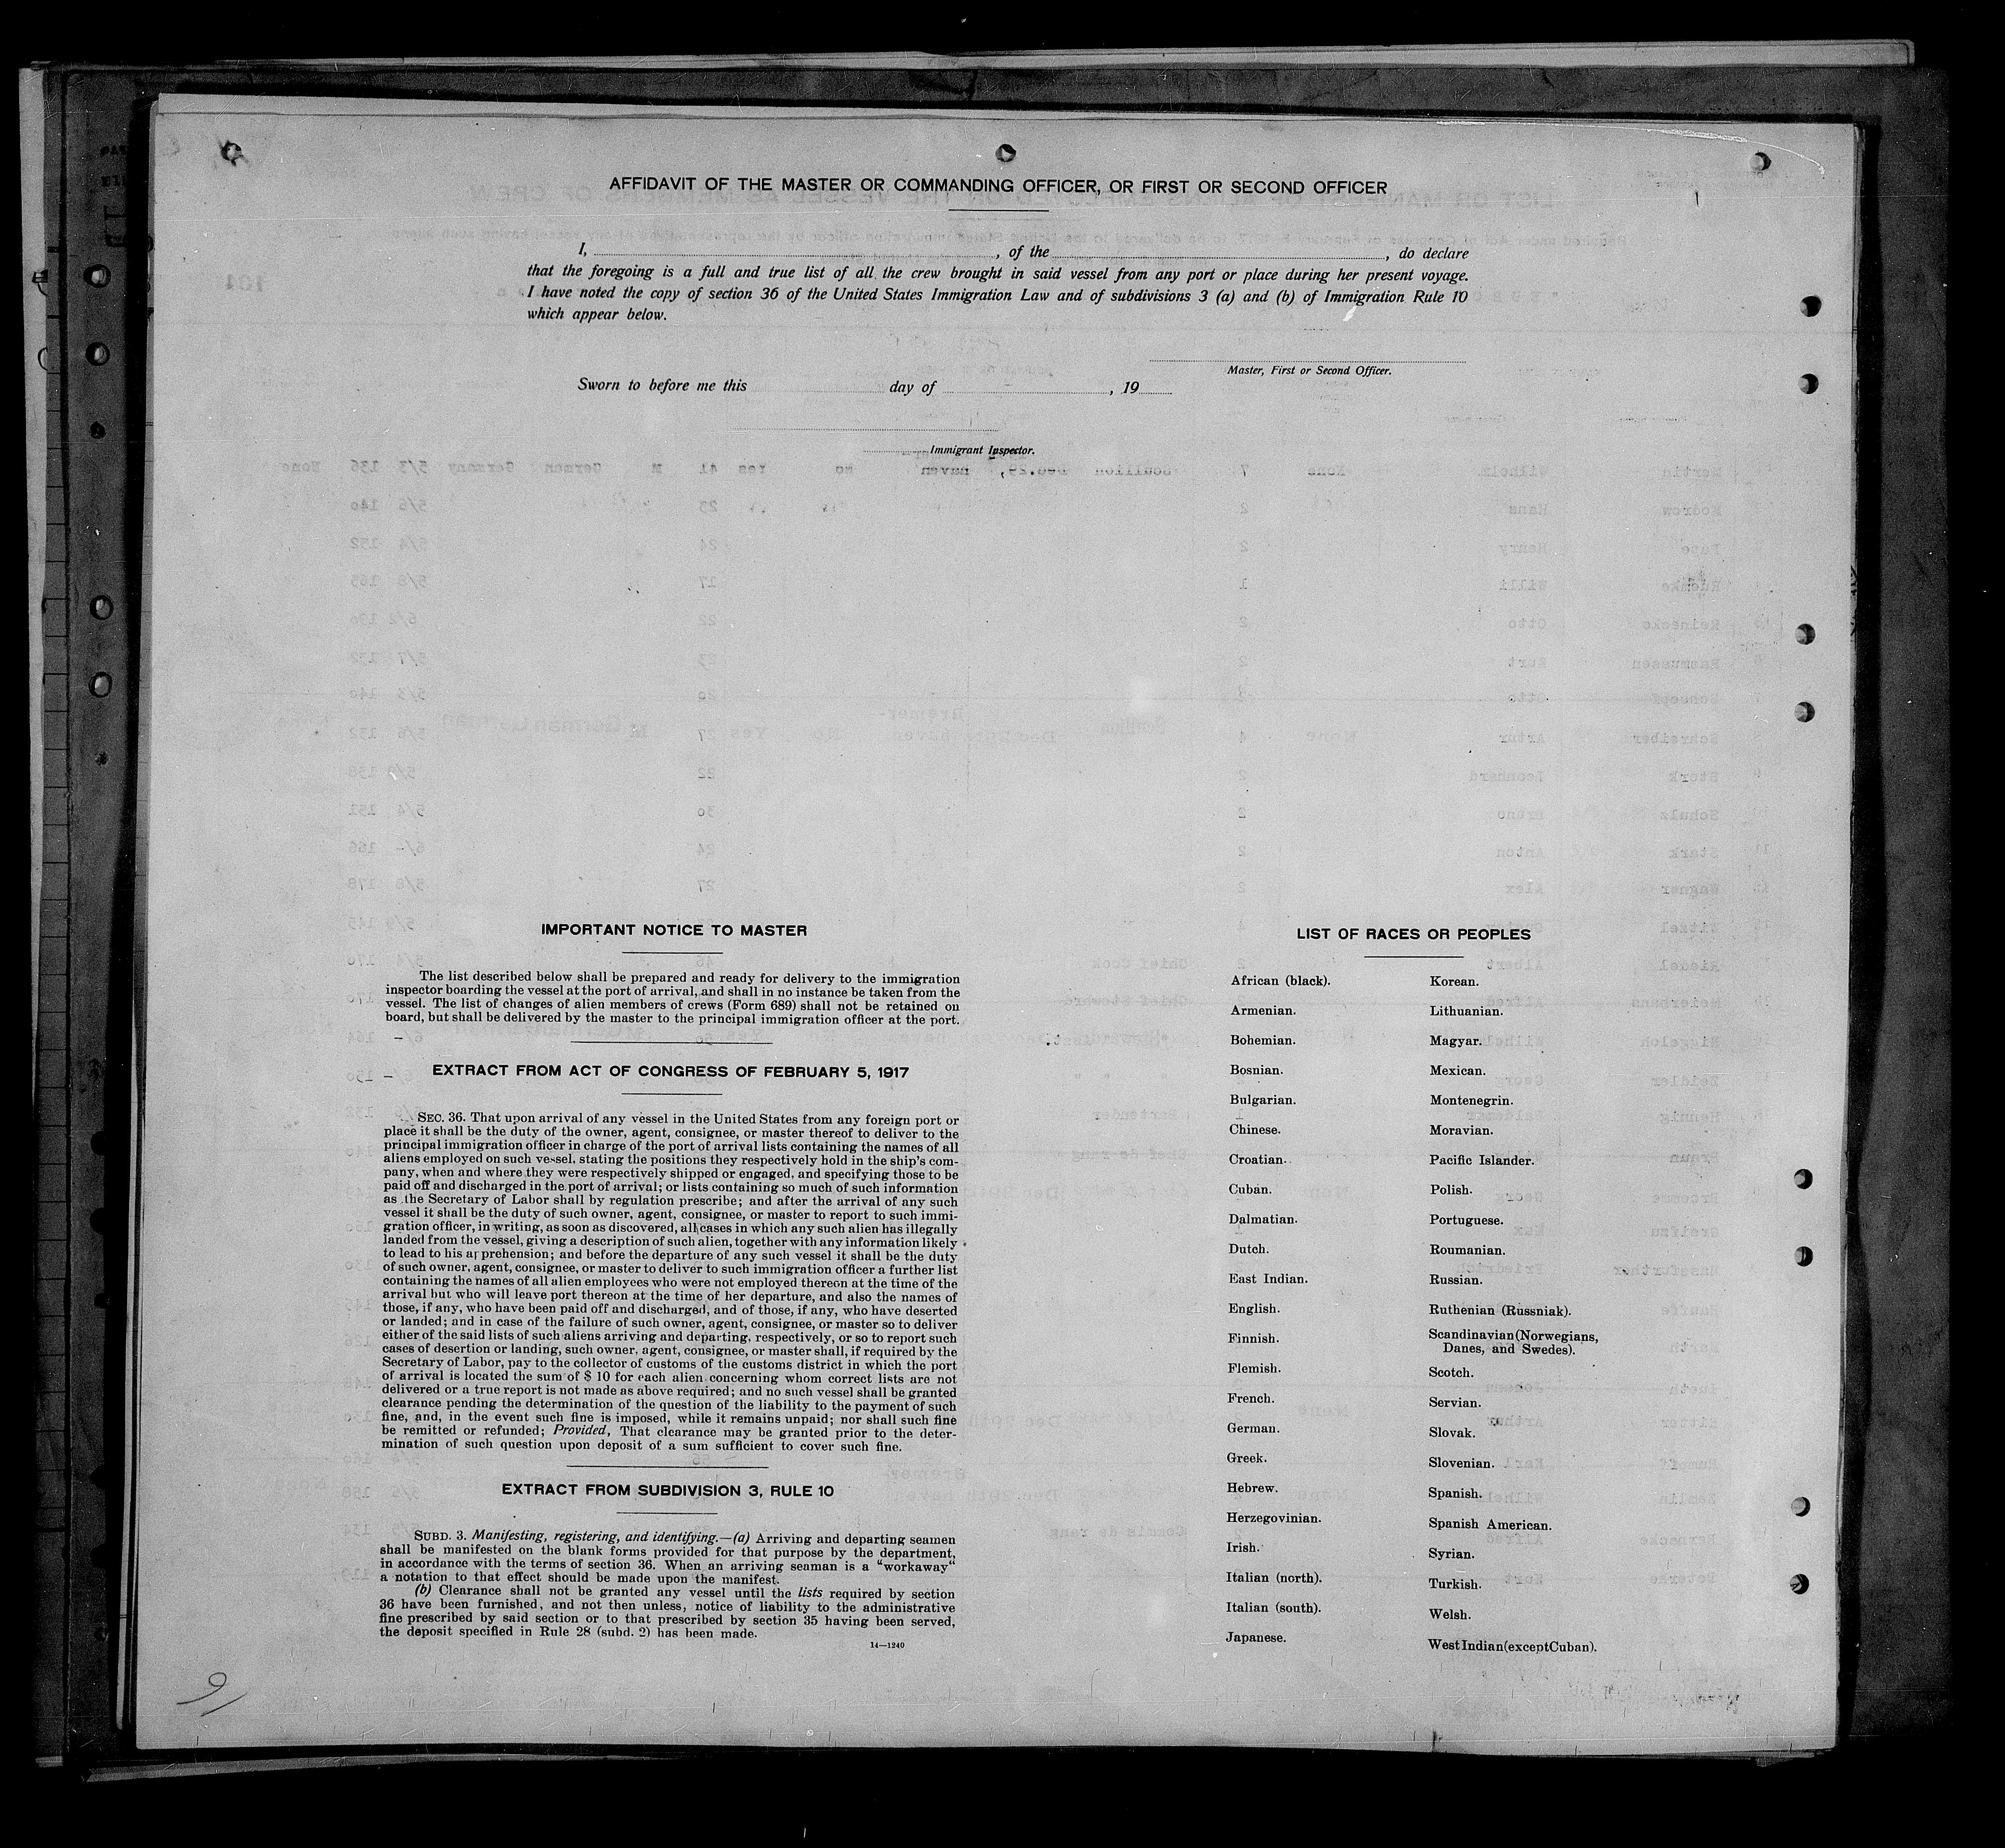 AFFIDAVIT OF THE MASTER OR COMMANDING OFFICER, OR FIRST OR SECOND OFFICER
I, , of the , do declare
that the foregoing is a full and true list of all the crew brought in said vessel from any port or place during her present voyage.
I have noted the copy of section 36 of the United States Immigration Law and of subdivisions 3 (a) and (b) of Immigration Rule 10
which appear below.
Master, First or Second Officer.
Sworn to before me this day of , 19
Immigrant Inspector.
IMPORTANT NOTICE TO MASTER
The list described below shall be prepared and ready for delivery to the immigration
inspector boarding the vessel at the port of arrival, and shall in no instance be taken from the
vessel. The list of changes of alien members of crews (Form 689) shall not be retained on
board, but shall be delivered by the master to the principal immigration officer at the port.
EXTRACT FROM ACT OF CONGRESS OF FEBRUARY 5, 1917
SEC. 36. That upon arrival of any vessel in the United States from any foreign port or
place it shall be the duty of the owner, agent, consignee, or master thereof to deliver to the
principal immigration officer in charge of the port of arrival lists containing the names of all
aliens employed on such vessel, stating the positions they respectively hold in the ship's com-
pany, when and where they were respectively shipped or engaged, and specifying those to be
paid off and discharged in the port of arrival; or lists containing so much of such information
as the Secretary of Labor shall by regulation prescribe; and after the arrival of any such
vessel it shall be the duty of such owner, agent, consignee, or master to report to such immi-
gration officer, in writing, as soon as discovered, all cases in which any such alien has illegally
landed from the vessel, giving a description of such alien, together with any information likely
to lead to his apprehension; and before the departure of any such vessel it shall be the duty
of such owner, agent, consignee, or master to deliver to such immigration officer a further list
containing the names of all alien employees who were not employed thereon at the time of the
arrival but who will leave port thereon at the time of her departure, and also the names of
those, if any, who have been paid off and discharged, and of those, if any, who have deserted
or landed; and in case of the failure of such owner, agent, consignee, or master so to deliver
either of the said lists of such aliens arriving and departing, respectively, or so to report such
cases of desertion or landing, such owner, agent, consignee, or master shall, if required by the
Secretary of Labor, pay to the collector of customs of the customs district in which the port
of arrival is located the sum of $ 10 for each alien concerning whom correct lists are not
delivered or a true report is not made as above required; and no such vessel shall be granted
clearance pending the determination of the question of the liability to the payment of such
fine, and, in the event such fine is imposed, while it remains unpaid; nor shall such fine
be remitted or refunded; Provided, That clearance may be granted prior to the deter-
mination of such question upon deposit of a sum sufficient to cover such fine.
EXTRACT FROM SUBDIVISION 3, RULE 10
SUBD. 3. Manifesting, registering, and identifying.—(a) Arriving and departing seamen
shall be manifested on the blank forms provided for that purpose by the department,
in accordance with the terms of section 36. When an arriving seaman is a "workaway"
a notation to that effect should be made upon the manifest.
(b) Clearance shall not be granted any vessel until the lists required by section
36 have been furnished, and not then unless, notice of liability to the administrative
fine prescribed by said section or to that prescribed by section 35 having been served,
the deposit specified in Rule 28 (subd. 2) has been made.
14—1240
LIST OF RACES OR PEOPLES
African (black).
Armenian.
Bohemian.
Bosnian.
Bulgarian.
Chinese.
Croatian.
Cuban.
Dalmatian.
Dutch.
East Indian.
English.
Finnish.
Flemish.
French.
German.
Greek.
Hebrew.
Herzegovinian.
Irish.
Italian (north).
Italian (south).
Japanese.
Korean.
Lithuanian.
Magyar.
Mexican.
Montenegrin.
Moravian.
Pacific Islander.
Polish.
Portuguese.
Roumanian.
Russian.
Ruthenian (Russniak).
Scandinavian (Norwegians,
Danes, and Swedes).
Scotch.
Servian.
Slovak.
Slovenian.
Spanish.
Spanish American.
Syrian.
Turkish.
Welsh.
West Indian (except Cuban).